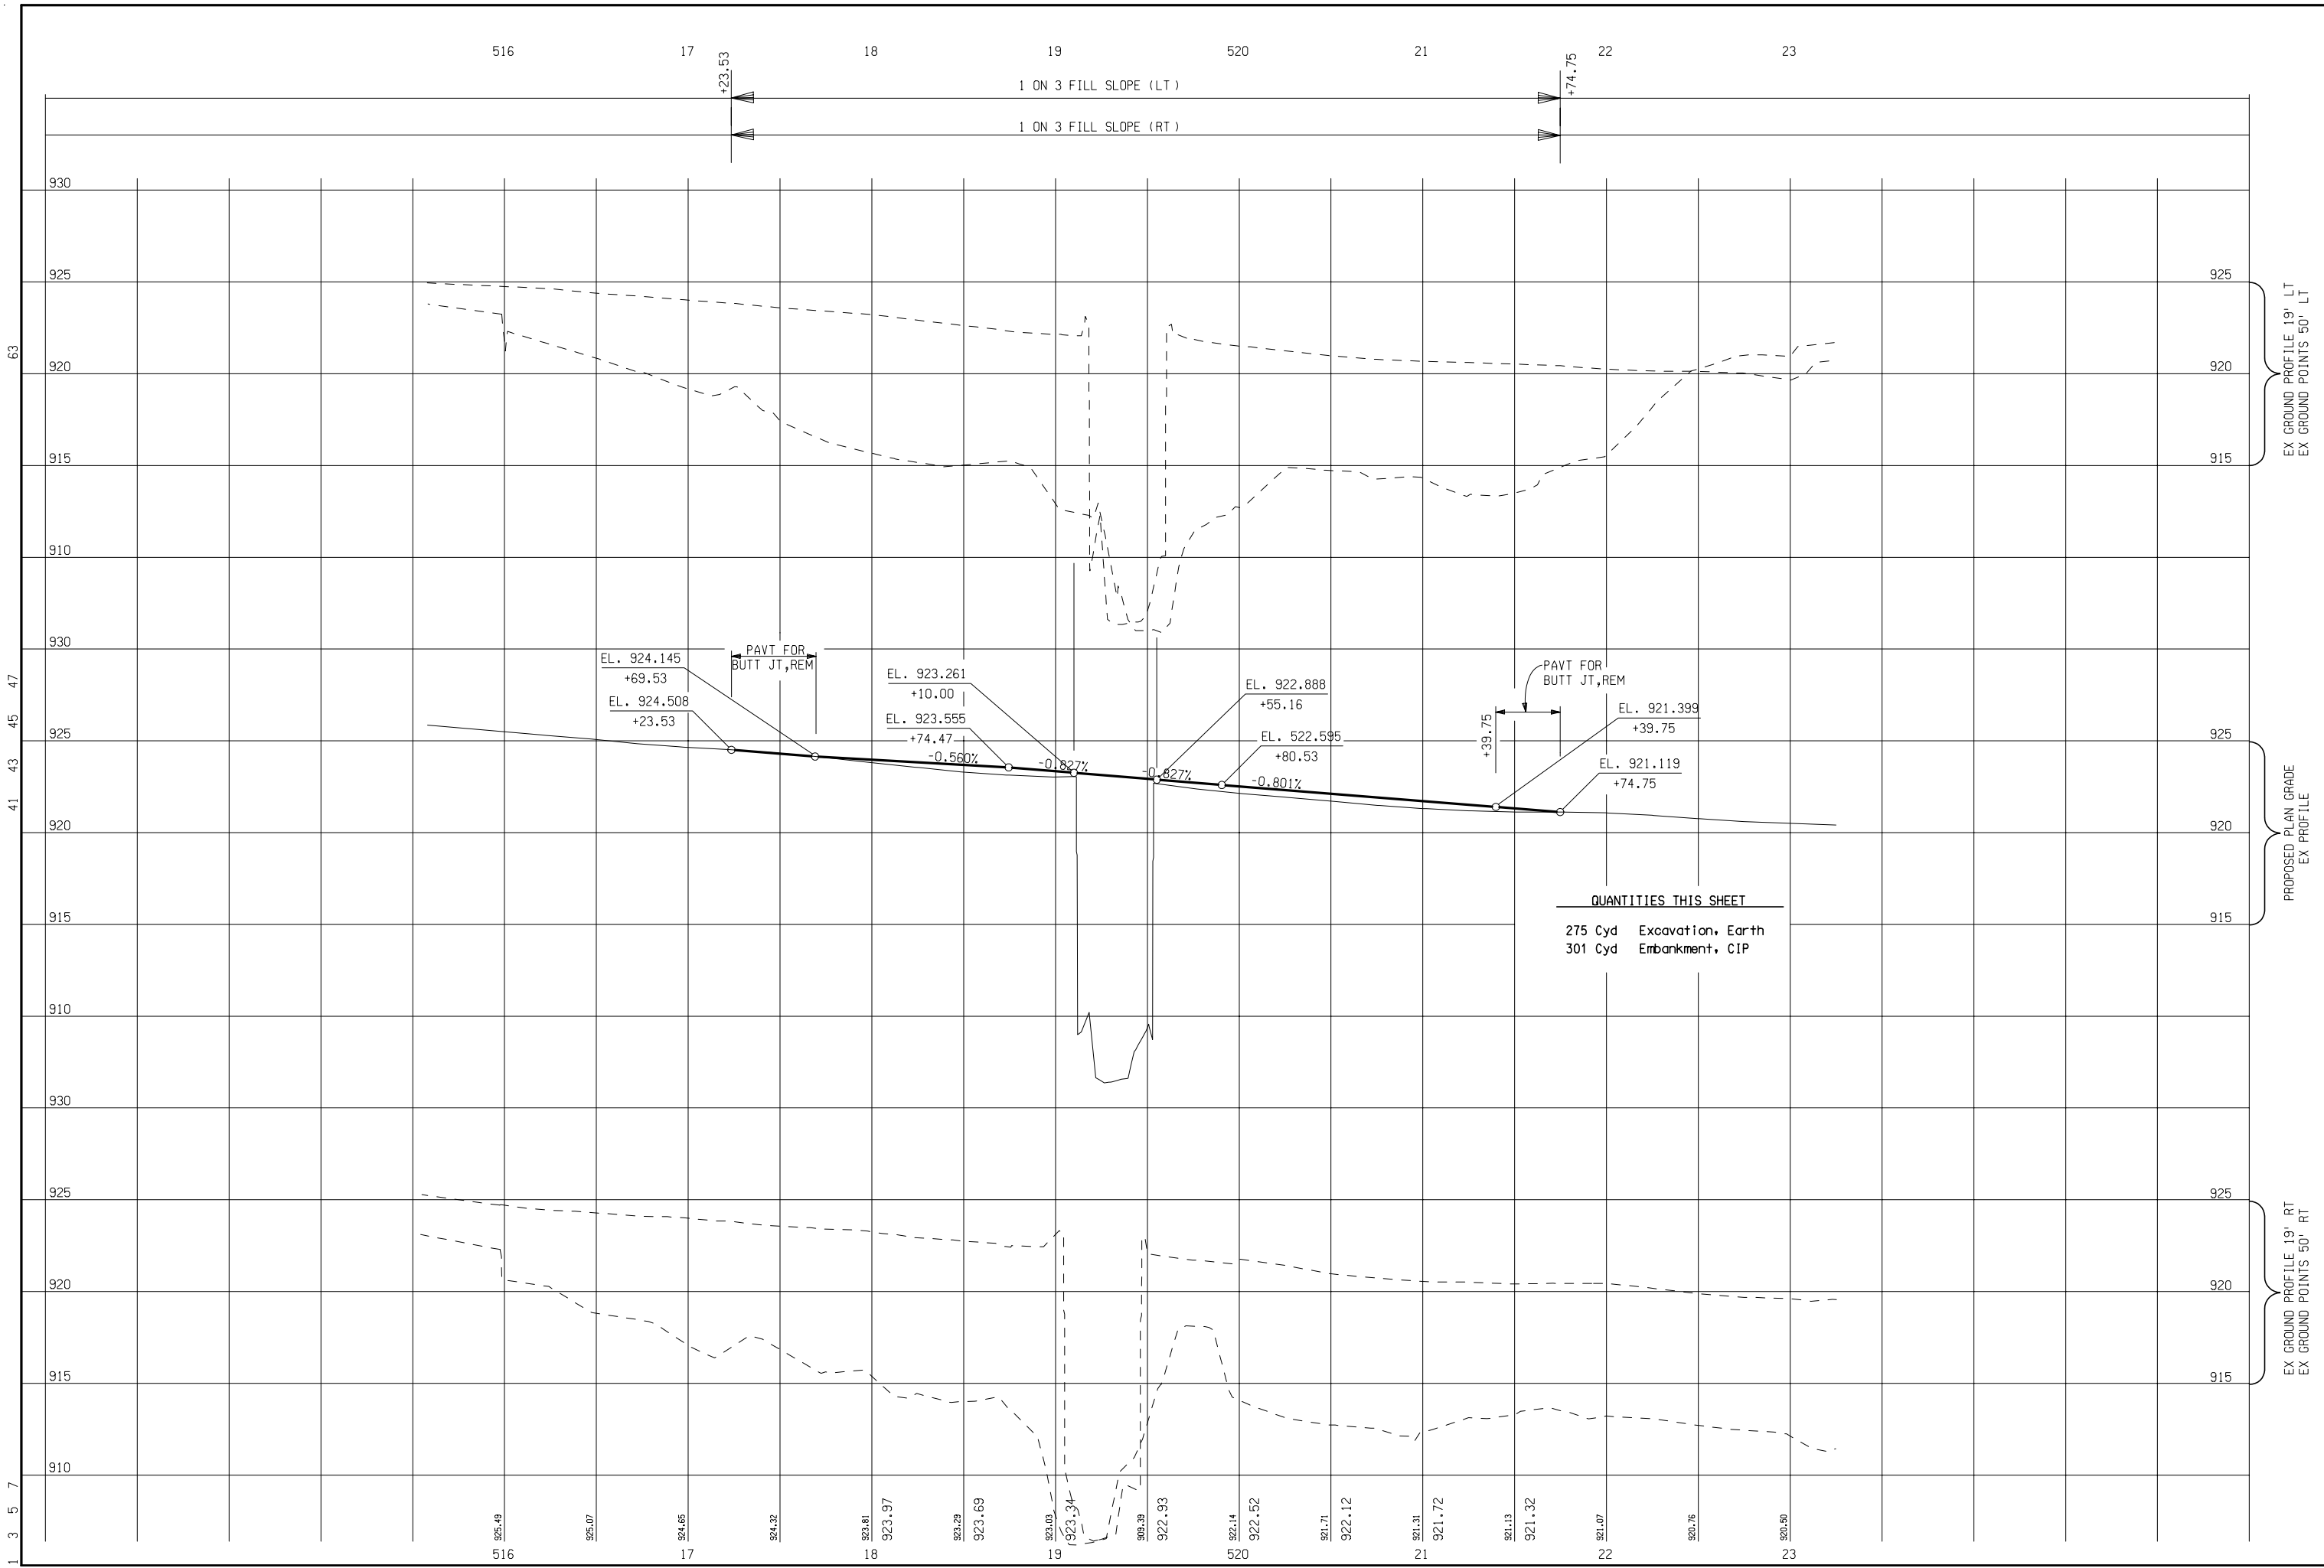 516 17 18 19 520 21 22 23
+23.53
+74.75
1 ON 3 FILL SLOPE (LT)
1 ON 3 FILL SLOPE (RT)
930
925 925
920 920
915 915
910
EX GROUND PROFILE 19' LT
EX GROUND POINTS 50' LT
63
47
45
43
41
930
925 925
920 920
915 915
910
PAVT FOR
BUTT JT,REM
EL. 924.145
+69.53
EL. 924.508
+23.53
EL. 923.261
+10.00
EL. 923.555
+74.47
-0.560%
-0.827%
-0.827%
-0.801%
EL. 922.888
+55.16
EL. 522.595
+80.53
PAVT FOR
BUTT JT,REM
+39.75
EL. 921.399
+39.75
EL. 921.119
+74.75
PROPOSED PLAN GRADE
EX PROFILE
QUANTITIES THIS SHEET
275 Cyd Excavation, Earth
301 Cyd Embankment, CIP
930
925 925
920 920
915 915
910
EX GROUND PROFILE 19' RT
EX GROUND POINTS 50' RT
7
5
3
1
925.49
925.07
924.65
924.32
923.81
923.97
923.29
923.69
923.03
923.34
909.39
922.93
922.14
922.52
921.71
922.12
921.31
921.72
921.13
921.32
921.07
920.76
920.50
516 17 18 19 520 21 22 23